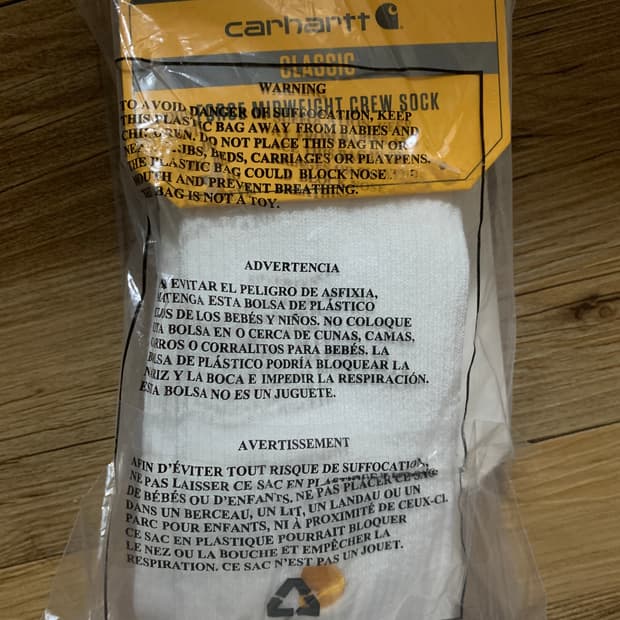 carhartt
CLASSIC
WARNING
MIDWEIGHT CREW SOCK
TO AVOID DANGER OF SUFFOCATION, KEEP
THIS PLASTIC BAG AWAY FROM BABIES AND
DO NOT PLACE THIS BAG IN OR
BEDS, CARRIAGES OR PLAYPENS.
THE PLASTIC BAG COULD BLOCK NOSE
MOUTH AND PREVENT BREATHING.
BAG IS NOT A TOY.
ADVERTENCIA
EVITAR EL PELIGRO DE ASFIXIA,
ESTA BOLSA DE PLÁSTICO
DE LOS BEBÉS Y NIÑOS. NO COLOQUE
BOLSA EN O CERCA DE CUNAS, CAMAS,
O CORRALITOS PARA BEBÉS. LA
DE PLÁSTICO PODRÍA BLOQUEAR LA
Y LA BOCA E IMPEDIR LA RESPIRACIÓN.
ESTA BOLSA NO ES UN JUGUETE.
AVERTISSEMENT
AFIN D'ÉVITER TOUT RISQUE DE SUFFOCATION,
NE PAS LAISSER CE SAC EN
DE BÉBÉS OU D'ENFANTS. NE PAS PLACER CE SAC
DANS UN BERCEAU, UN LIT, UN LANDAU OU UN
PARC POUR ENFANTS, NI À PROXIMITÉ DE CEUX-CI.
CE SAC EN PLASTIQUE POURRAIT BLOQUER
LE NEZ OU LA BOUCHE ET EMPÊCHER LA
RESPIRATION. CE SAC N'EST PAS UN JOUET.